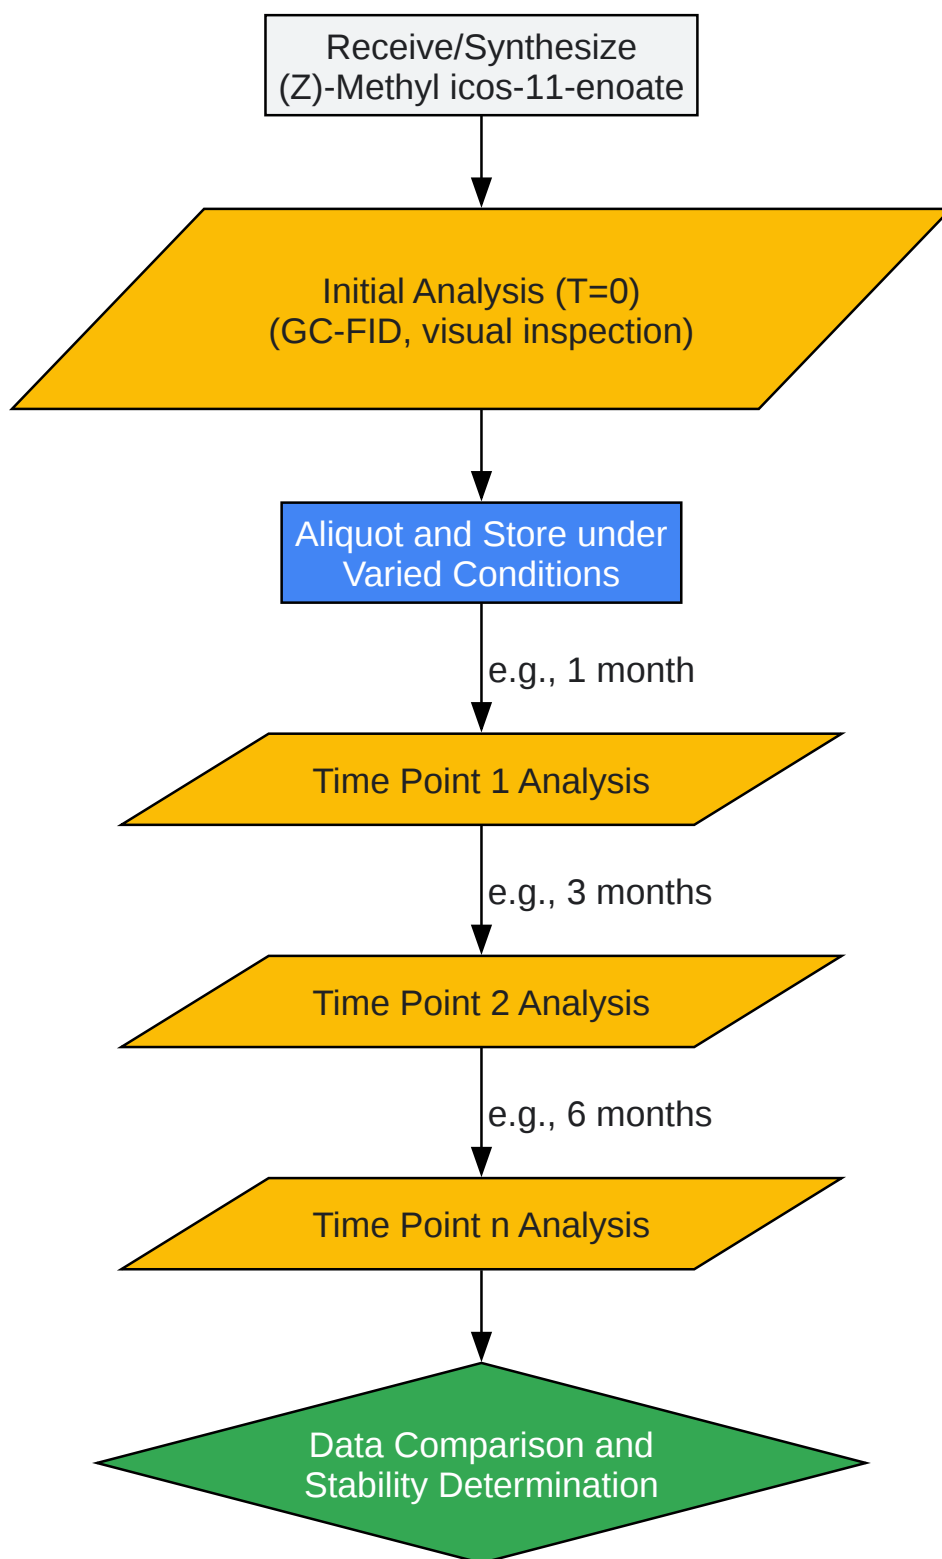 Receive/Synthesize
(Z)-Methyl icos-11-enoate
Initial Analysis (T=0)
(GC-FID, visual inspection)
Aliquot and Store under
Varied Conditions
e.g., 1 month
Time Point 1 Analysis
e.g., 3 months
Time Point 2 Analysis
e.g., 6 months
Time Point n Analysis
Data Comparison and
Stability Determination